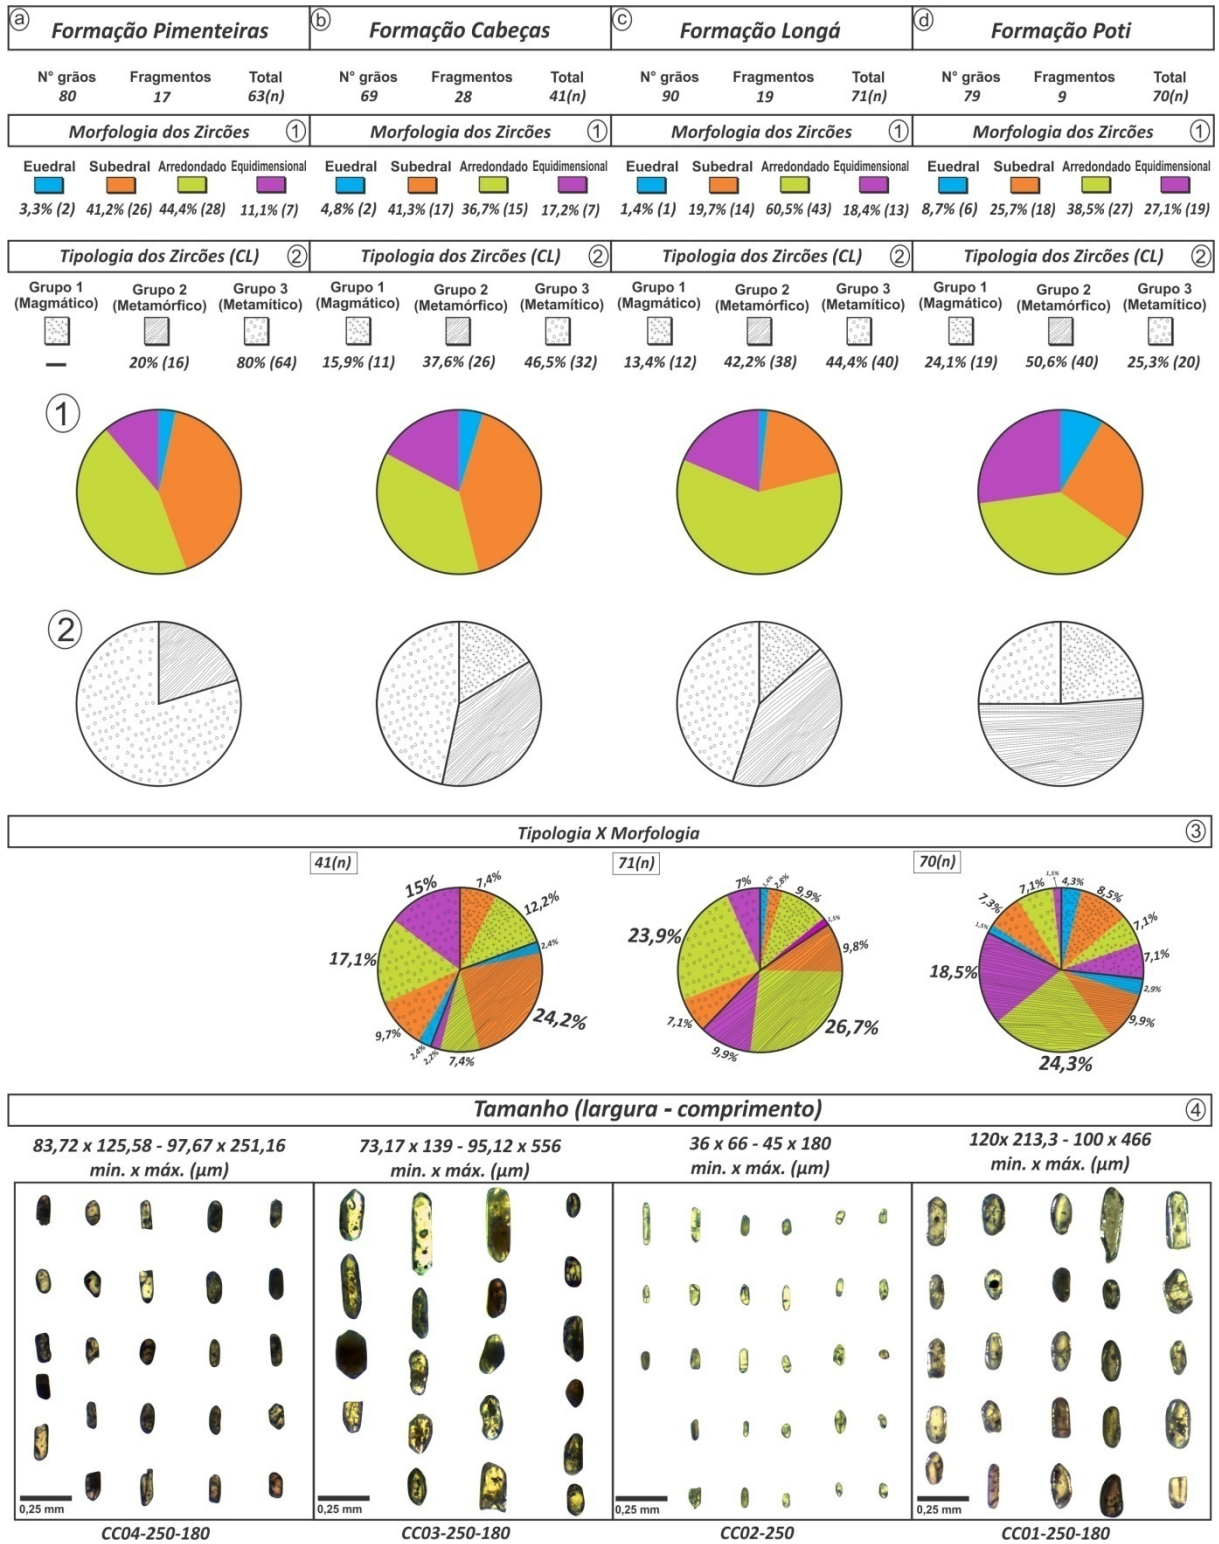 a Formação Pimenteiras b Formação Cabeças c Formação Longá d Formação Poti
N° grãos Fragmentos Total N° grãos Fragmentos Total N° grãos Fragmentos Total N° grãos Fragmentos Total
80 17 63(n) 69 28 41(n) 90 19 71(n) 79 9 70(n)
Morfologia dos Zircões 1 Morfologia dos Zircões 1 Morfologia dos Zircões 1 Morfologia dos Zircões 1
Euedral Subedral Arredondado Equidimensional Euedral Subedral Arredondado Equidimensional Euedral Subedral Arredondado Equidimensional Euedral Subedral Arredondado Equidimensional
3,3% (2) 41,2% (26) 44,4% (28) 11,1% (7) 4,8% (2) 41,3% (17) 36,7% (15) 17,2% (7) 1,4% (1) 19,7% (14) 60,5% (43) 18,4% (13) 8,7% (6) 25,7% (18) 38,5% (27) 27,1% (19)
Tipologia dos Zircões (CL) 2 Tipologia dos Zircões (CL) 2 Tipologia dos Zircões (CL) 2 Tipologia dos Zircões (CL) 2
Grupo 1 Grupo 2 Grupo 3 Grupo 1 Grupo 2 Grupo 3 Grupo 1 Grupo 2 Grupo 3 Grupo 1 Grupo 2 Grupo 3
(Magmático) (Metamórfico) (Metamítico) (Magmático) (Metamórfico) (Metamítico) (Magmático) (Metamórfico) (Metamítico) (Magmático) (Metamórfico) (Metamítico)
— 20% (16) 80% (64) 15,9% (11) 37,6% (26) 46,5% (32) 13,4% (12) 42,2% (38) 44,4% (40) 24,1% (19) 50,6% (40) 25,3% (20)
1
2
Tipologia X Morfologia 3
41(n) 71(n) 70(n)
15% 7,4% 12,2% 2,4% 24,2% 7,4% 2,2% 2,4% 9,7% 17,1%
7% 1,4% 2,8% 9,9% 1,5% 9,8% 26,7% 9,9% 7,1% 23,9%
1,5% 4,3% 8,5% 7,1% 7,1% 2,9% 9,9% 24,3% 18,5% 1,5% 7,3% 7,1%
Tamanho (largura - comprimento) 4
83,72 x 125,58 - 97,67 x 251,16 73,17 x 139 - 95,12 x 556 36 x 66 - 45 x 180 120x 213,3 - 100 x 466
min. x máx. (µm) min. x máx. (µm) min. x máx. (µm) min. x máx. (µm)
0,25 mm 0,25 mm 0,25 mm 0,25 mm
CC04-250-180 CC03-250-180 CC02-250 CC01-250-180